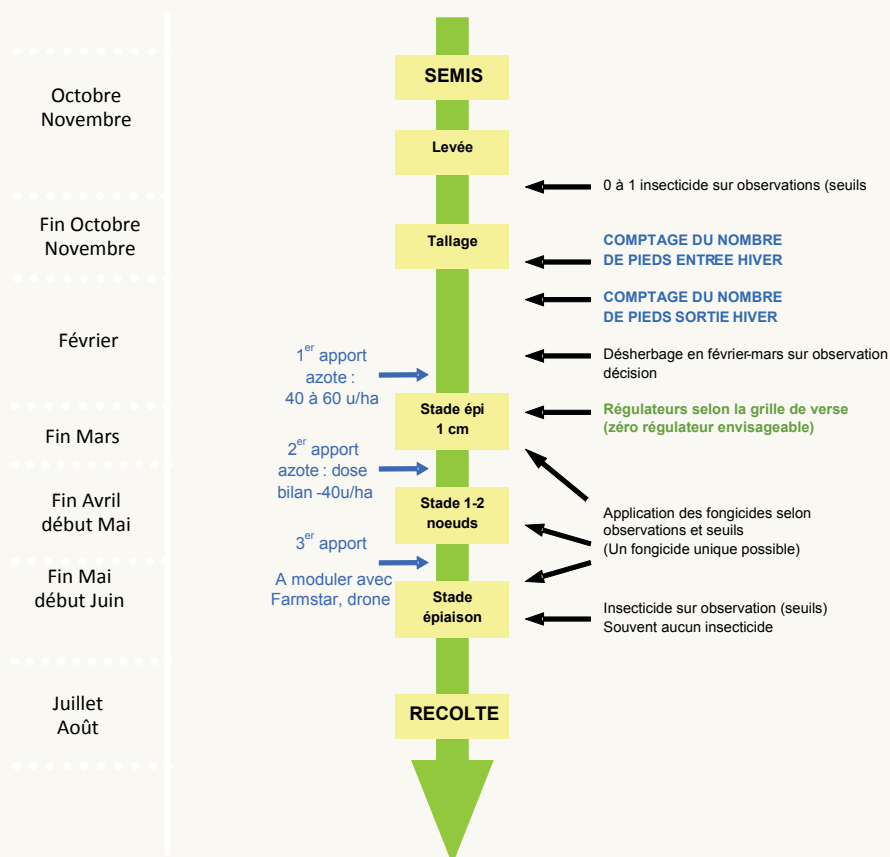 Octobre
Novembre
Fin Octobre
Novembre
Février
Fin Mars
Fin Avril
début Mai
Fin Mai
début Juin
Juillet
Août
1er apport
azote :
40 à 60 u/ha
2er apport
azote : dose
bilan -40u/ha
3er apport
A moduler avec
Farmstar, drone
SEMIS
Levée
Tallage
Stade épi
1 cm
Stade 1-2
noeuds
Stade
épiaison
RECOLTE
0 à 1 insecticide sur observations (seuils
COMPTAGE DU NOMBRE
DE PIEDS ENTREE HIVER
COMPTAGE DU NOMBRE
DE PIEDS SORTIE HIVER
Désherbage en février-mars sur observation
décision
Régulateurs selon la grille de verse
(zéro régulateur envisageable)
Application des fongicides selon
observations et seuils
(Un fongicide unique possible)
Insecticide sur observation (seuils)
Souvent aucun insecticide